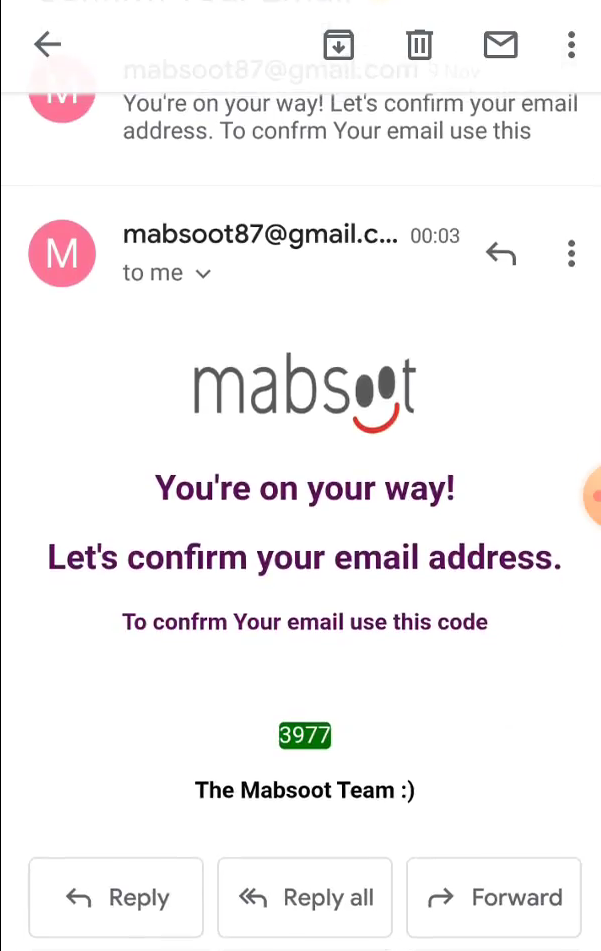 mabsoot87@gmail.com 9 Nov
M
You're on your way! Let's confirm your email
address. To confrm Your email use this
mabsoot87@gmail.c... 00:03
M
to me
mabsoot
You're on your way!
Let's confirm your email address.
To confrm Your email use this code
3977
The Mabsoot Team :)
Reply
Reply all
Forward